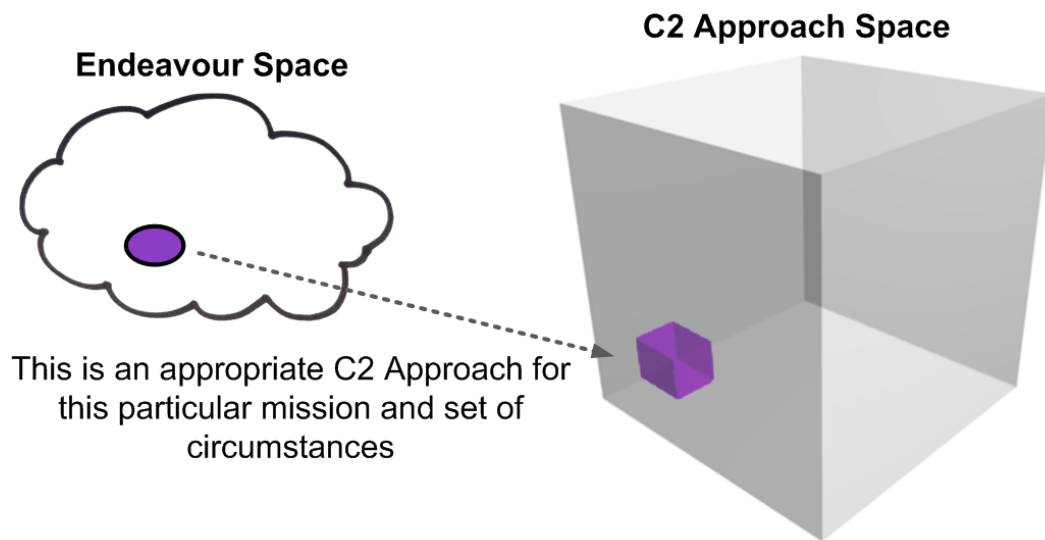 C2 Approach Space
Endeavour Space
This is an appropriate C2 Approach for
this particular mission and set of
circumstances